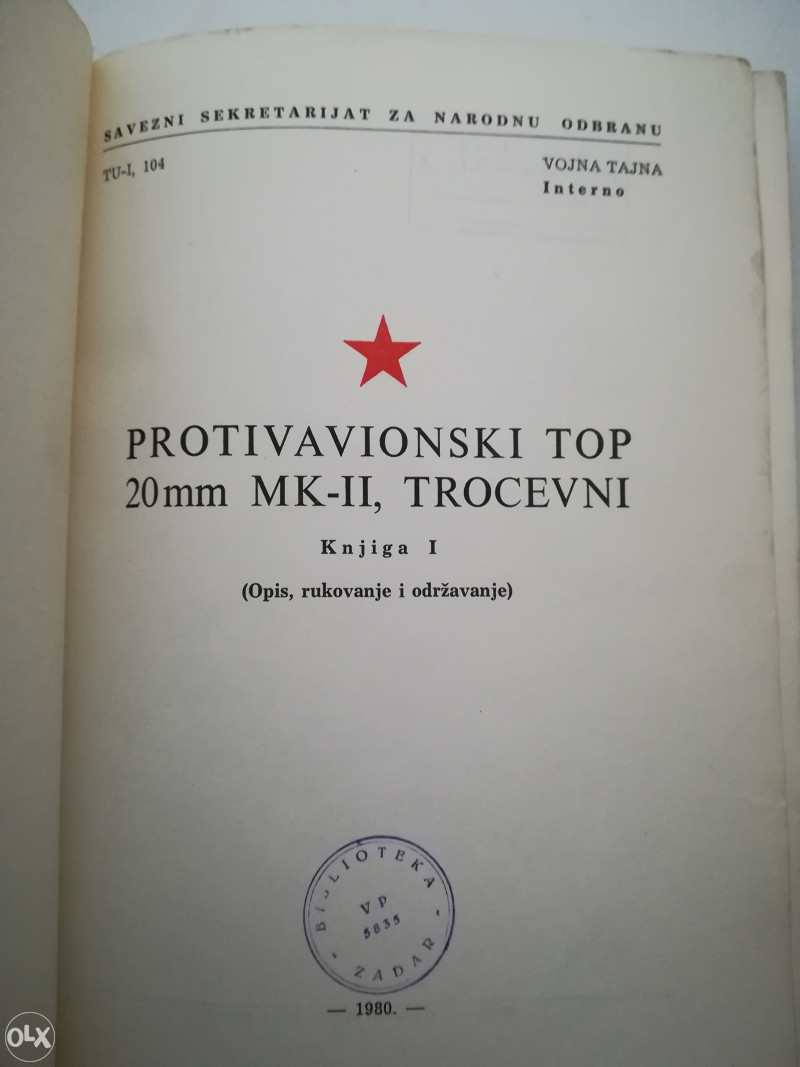 SAVEZNI SEKRETARIJAT ZA NARODNU ODBRANU
TU-I, 104
VOJNA TAJNA
Interno
PROTIVAVIONSKI TOP
20mm MK-II, TROCEVNI
Knjiga I
(Opis, rukovanje i održavanje)
BIBLIOTEKA
VP
5835
- ZADAR -
— 1980. —
OLX